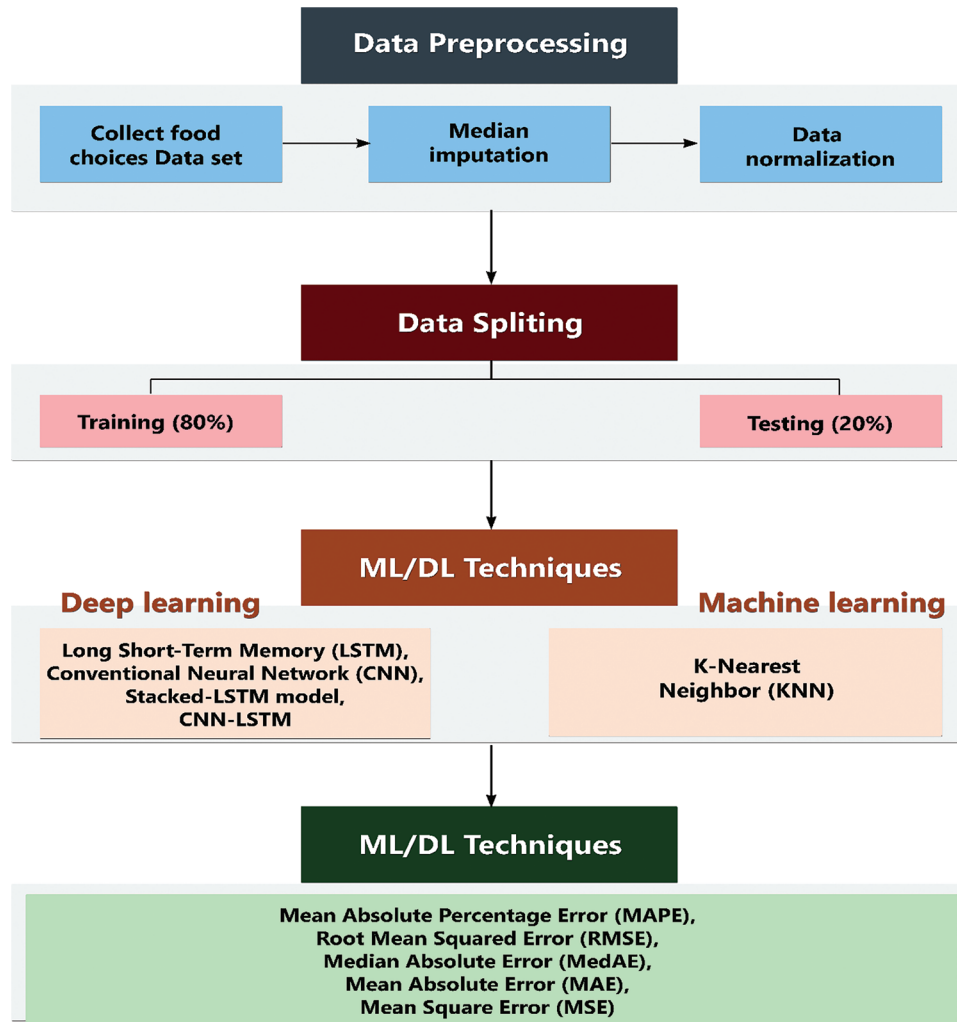 Data Preprocessing
Collect food
choices Data set
Median
imputation
Data
normalization
Data Spliting
Training (80%)
Testing (20%)
ML/DL Techniques
Deep learning
Machine learning
Long Short-Term Memory (LSTM),
Conventional Neural Network (CNN),
Stacked-LSTM model,
CNN-LSTM
K-Nearest
Neighbor (KNN)
ML/DL Techniques
Mean Absolute Percentage Error (MAPE),
Root Mean Squared Error (RMSE),
Median Absolute Error (MedAE),
Mean Absolute Error (MAE),
Mean Square Error (MSE)